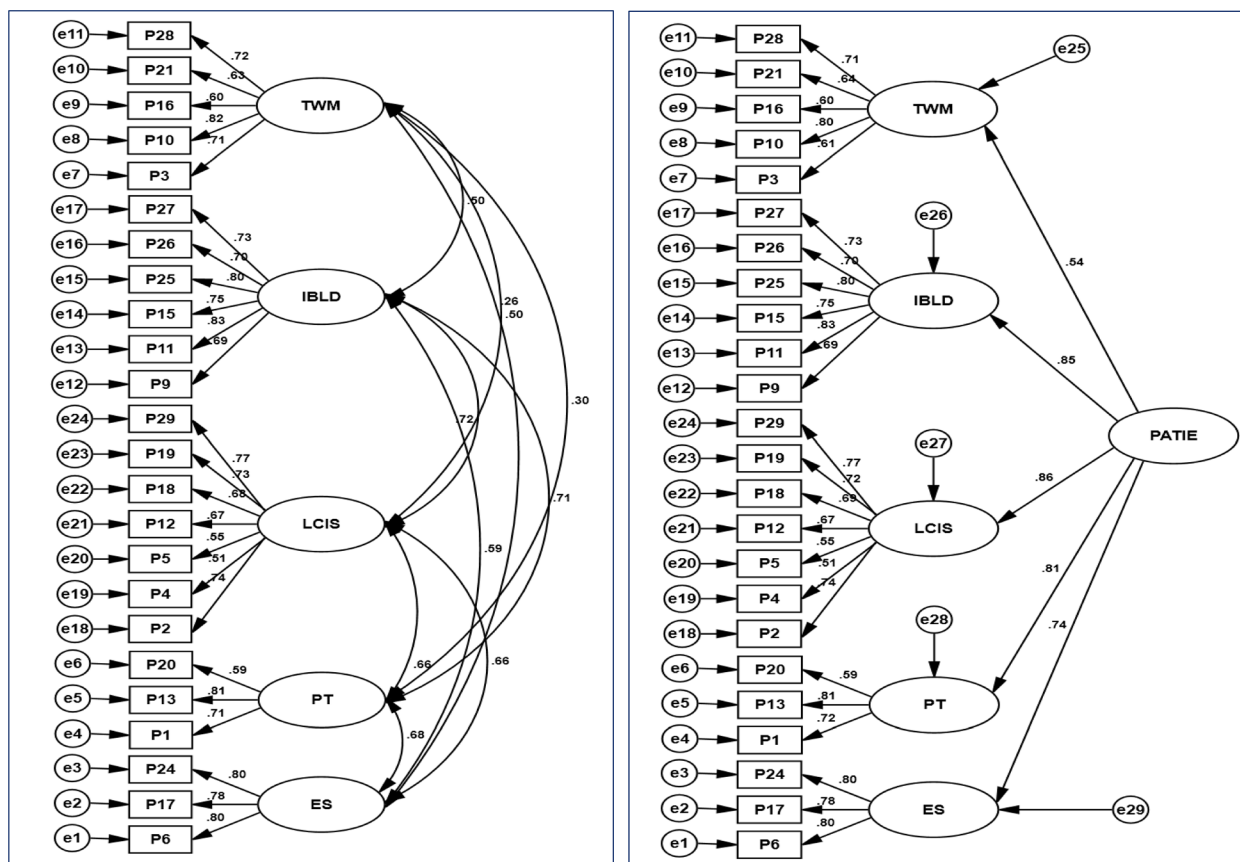 e11 P28 .72
e10 P21 .63
e9 P16 .60
e8 P10 .82
e7 P3 .71
TWM
e17 P27 .73
e16 P26 .70
e15 P25 .80
e14 P15 .75
e13 P11 .83
e12 P9 .69
IBLD
e24 P29 .77
e23 P19 .73
e22 P18 .68
e21 P12 .67
e20 P5 .55
e19 P4 .51
e18 P2 .74
LCIS
e6 P20 .59
e5 P13 .81
e4 P1 .71
PT
e3 P24 .80
e2 P17 .78
e1 P6 .80
ES
.50
.26
.50
.30
.72
.71
.59
.66
.66
.68
e11 P28 .71
e10 P21 .64
e9 P16 .60
e8 P10 .80
e7 P3 .61
TWM
e25
e17 P27 .73
e16 P26 .70
e15 P25 .80
e14 P15 .75
e13 P11 .83
e12 P9 .69
IBLD
e26
e24 P29 .77
e23 P19 .72
e22 P18 .69
e21 P12 .67
e20 P5 .55
e19 P4 .51
e18 P2 .74
LCIS
e27
e6 P20 .59
e5 P13 .81
e4 P1 .72
PT
e28
e3 P24 .80
e2 P17 .78
e1 P6 .80
ES
e29
.54
.85
.86
.81
.74
PATIE